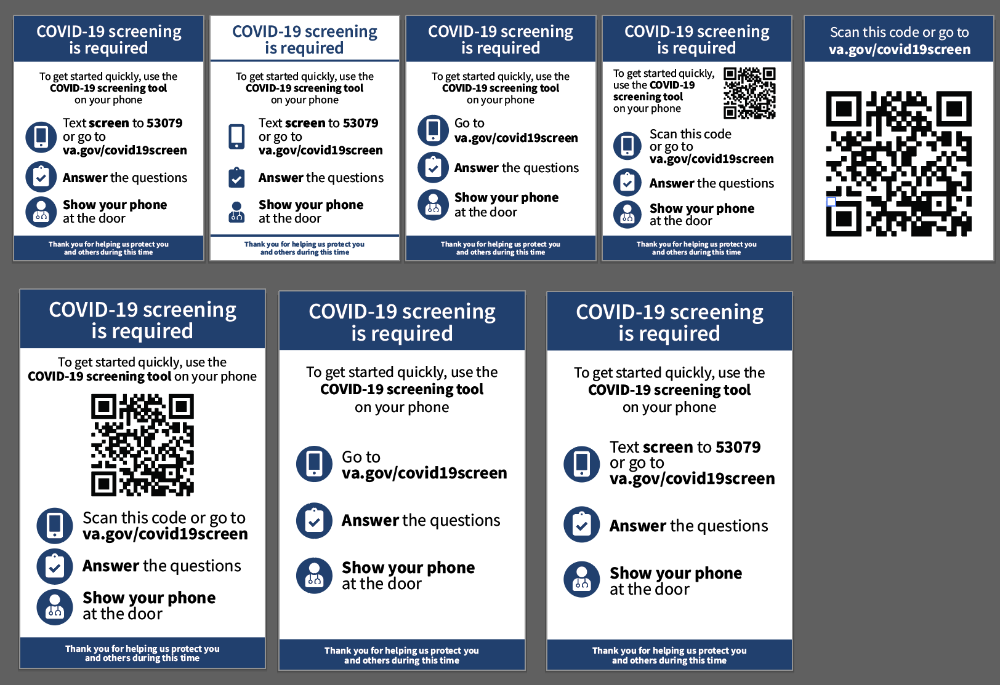 COVID-19 screening
is required
To get started quickly, use the
COVID-19 screening tool
on your phone
Text screen to 53079
or go to
va.gov/covid19screen
Answer the questions
Show your phone
at the door
Thank you for helping us protect you
and others during this time
COVID-19 screening
is required
To get started quickly, use the
COVID-19 screening tool
on your phone
Text screen to 53079
or go to
va.gov/covid19screen
Answer the questions
Show your phone
at the door
Thank you for helping us protect you
and others during this time
COVID-19 screening
is required
To get started quickly, use the
COVID-19 screening tool
on your phone
Go to
va.gov/covid19screen
Answer the questions
Show your phone
at the door
Thank you for helping us protect you
and others during this time
COVID-19 screening
is required
To get started quickly,
use the COVID-19
screening tool
on your phone
Scan this code
or go to
va.gov/covid19screen
Answer the questions
Show your phone
at the door
Thank you for helping us protect you
and others during this time
Scan this code or go to
va.gov/covid19screen
COVID-19 screening
is required
To get started quickly, use the
COVID-19 screening tool on your phone
Scan this code or go to
va.gov/covid19screen
Answer the questions
Show your phone
at the door
Thank you for helping us protect you
and others during this time
COVID-19 screening
is required
To get started quickly, use the
COVID-19 screening tool
on your phone
Go to
va.gov/covid19screen
Answer the questions
Show your phone
at the door
Thank you for helping us protect you
and others during this time
COVID-19 screening
is required
To get started quickly, use the
COVID-19 screening tool
on your phone
Text screen to 53079
or go to
va.gov/covid19screen
Answer the questions
Show your phone
at the door
Thank you for helping us protect you
and others during this time